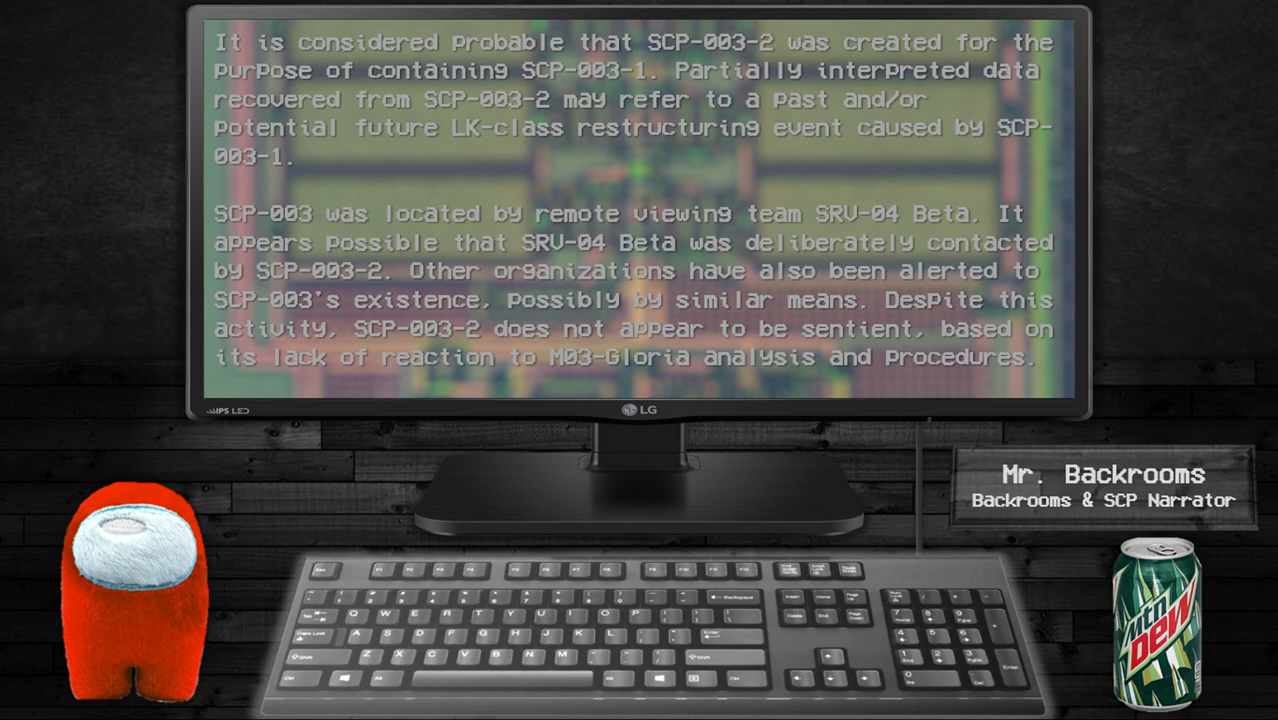 It is considered probable that SCP-003-2 was created for the
purpose of containing SCP-003-1. Partially interpreted data
recovered from SCP-003-2 may refer to a past and/or
potential future LK-class restructuring event caused by SCP-
003-1.
SCP-003 was located by remote viewing team SRV-04 Beta. It
appears possible that SRV-04 Beta was deliberately contacted
by SCP-003-2. Other organizations have also been alerted to
SCP-003's existence, possibly by similar means. Despite this
activity, SCP-003-2 does not appear to be sentient, based on
its lack of reaction to M03-Gloria analysis and procedures.
IPS LED
LG
Mr. Backrooms
Backrooms & SCP Narrator
Backspace
Q W E R T Y U I O P
Caps Lock A S D F G H J K L Enter
Shift Z X C V B N M Shift
mtn
DEW